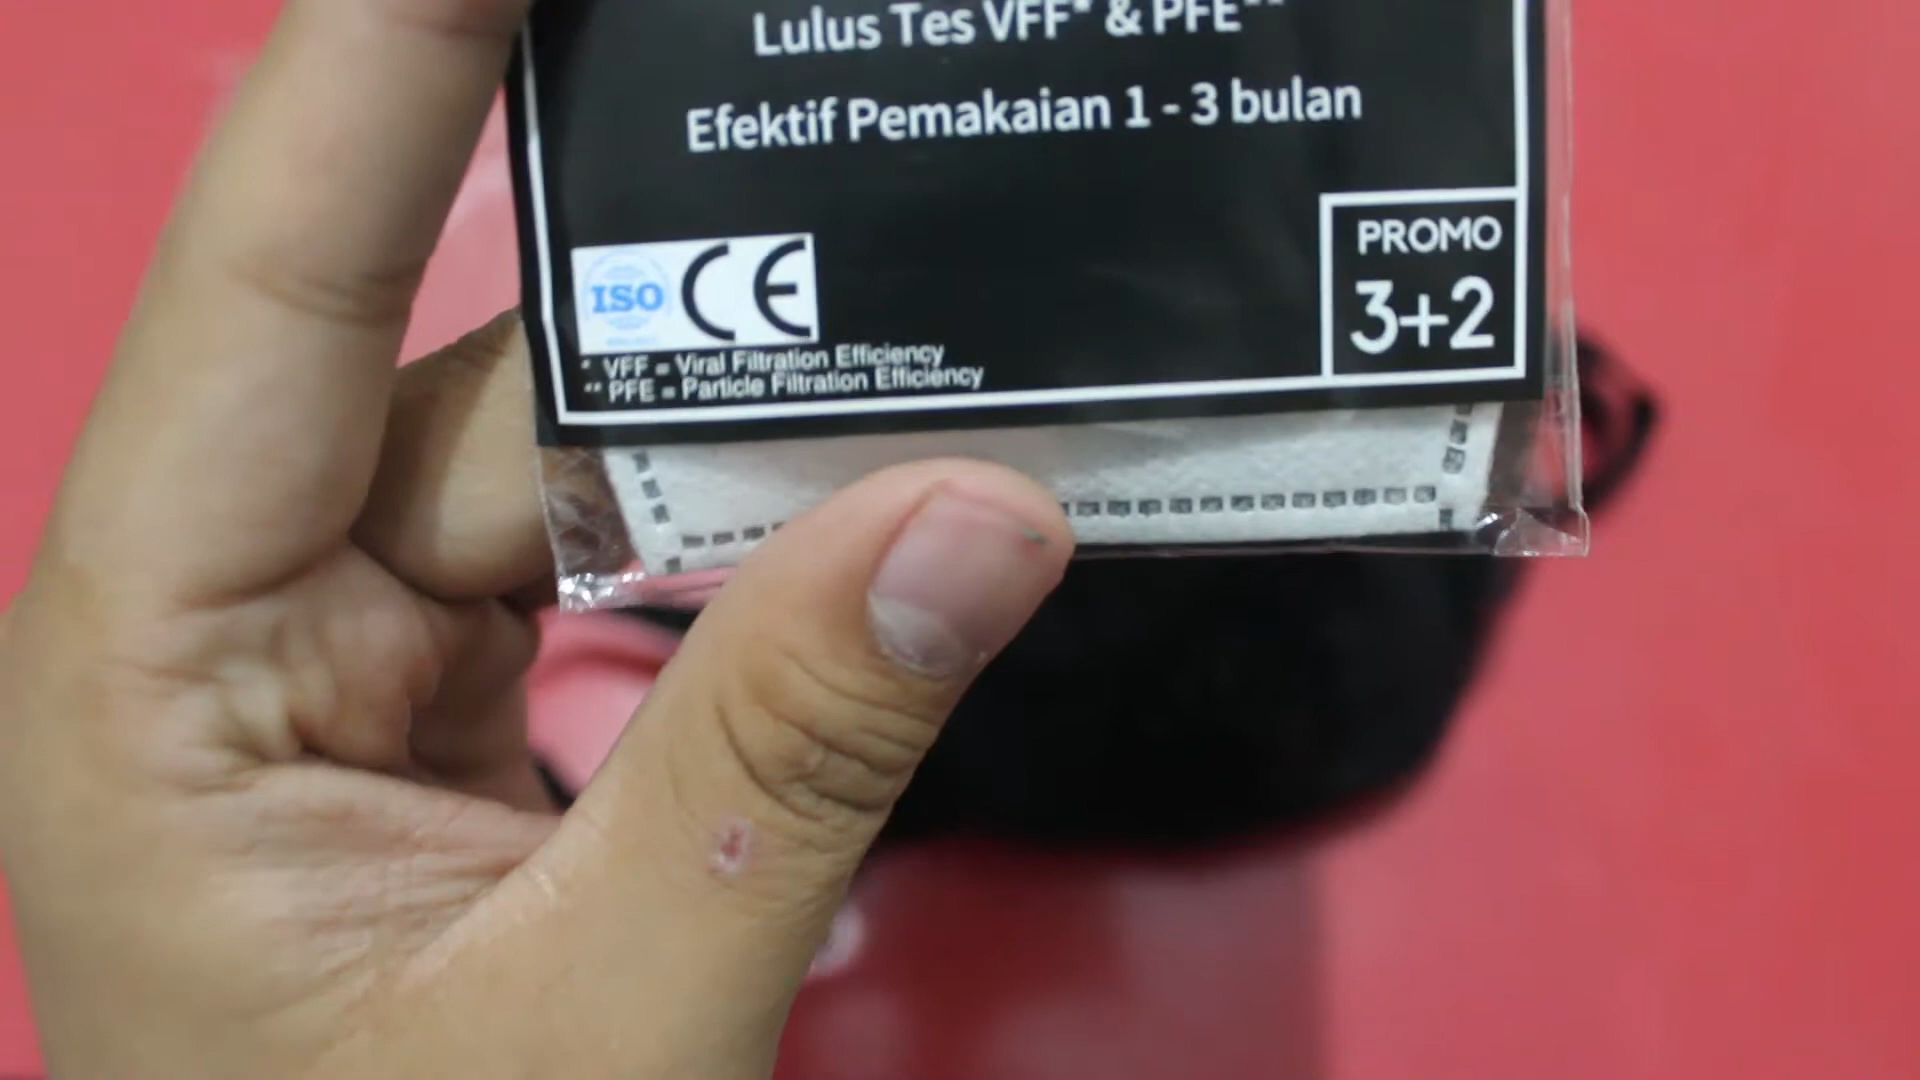 Lulus Tes VFF* & PFE**
Efektif Pemakaian 1 - 3 bulan
PROMO
3+2
ISO CE
* VFF = Viral Filtration Efficiency
** PFE = Particle Filtration Efficiency